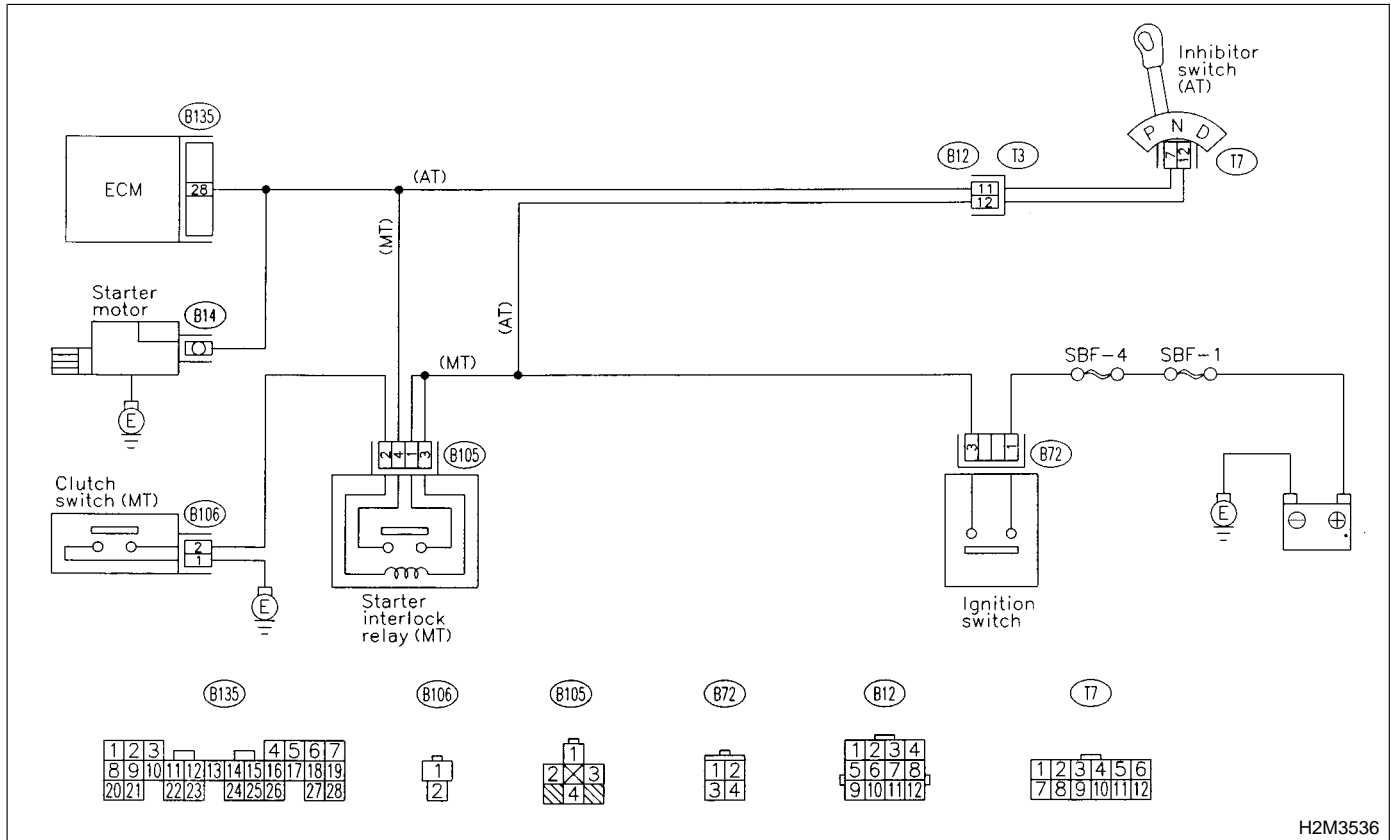 Inhibitor
switch
(AT)
P N D
7 12
T7
B135
ECM
28
(AT)
B12 T3
11
12
(MT)
(AT)
Starter
motor
B14
E
(MT)
SBF-4 SBF-1
2 4 1 3
B105
3 1
B72
E
⊖ ⊕
Clutch
switch (MT)
B106
2
1
E
Starter
interlock
relay (MT)
Ignition
switch
B135 B106 B105 B72 B12 T7
1 2 3 4 5 6 7
8 9 10 11 12 13 14 15 16 17 18 19
20 21 22 23 24 25 26 27 28
1
2
1
2 3
4
1 2
3 4
1 2 3 4
5 6 7 8
9 10 11 12
1 2 3 4 5 6
7 8 9 10 11 12
H2M3536